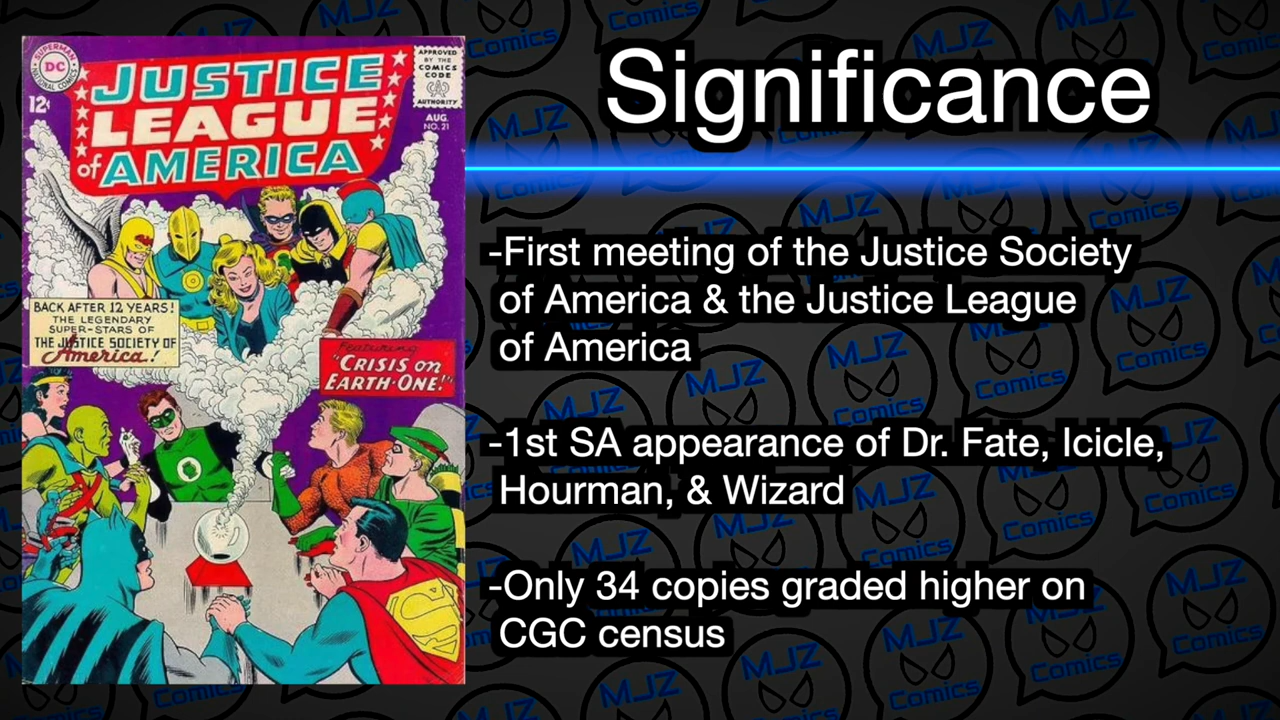 SUPERMAN
DC
NATIONAL COMICS
12¢
JUSTICE
LEAGUE
of AMERICA
APPROVED
BY THE
COMICS
CODE
CA
AUTHORITY
AUG.
NO. 21
BACK AFTER 12 YEARS!
THE LEGENDARY
SUPER-STARS OF
THE JUSTICE SOCIETY OF
America!
Featuring
"CRISIS on
EARTH-ONE!"
Significance
-First meeting of the Justice Society
of America & the Justice League
of America
-1st SA appearance of Dr. Fate, Icicle,
Hourman, & Wizard
-Only 34 copies graded higher on
CGC census
MJZ
Comics